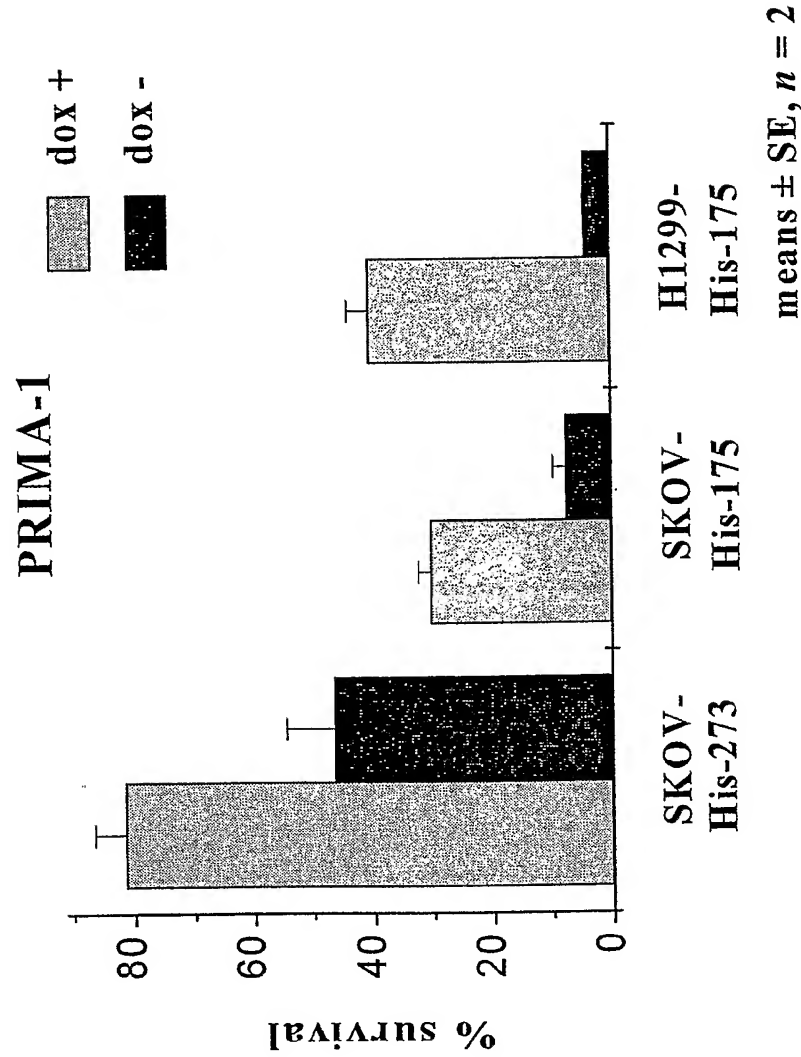 PRIMA-1
dox +
dox -
% survival
80
60
40
20
0
SKOV-
His-273
SKOV-
His-175
H1299-
His-175
means ± SE, n = 2